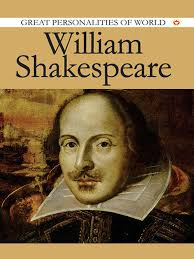 GREAT PERSONALITIES OF WORLD
William
Shakespeare